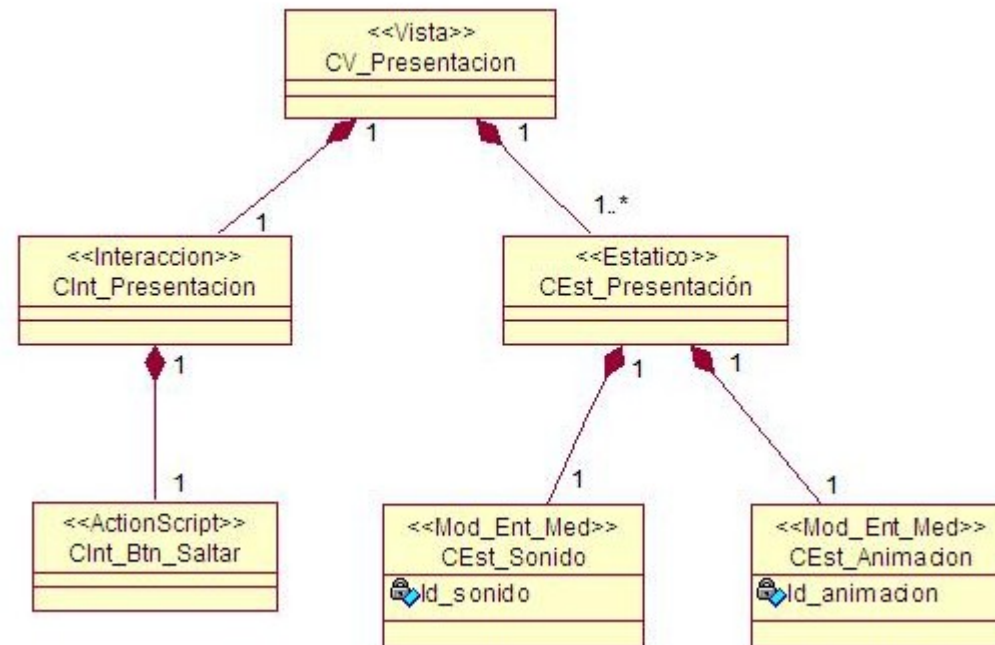 <<Vista>>
CV_Presentacion
1
1
1
1..*
<<Interaccion>>
CInt_Presentacion
<<Estatico>>
CEst_Presentación
1
1
1
1
1
1
<<ActionScript>>
CInt_Btn_Saltar
<<Mod_Ent_Med>>
CEst_Sonido
Id_sonido
<<Mod_Ent_Med>>
CEst_Animacion
Id_animacion